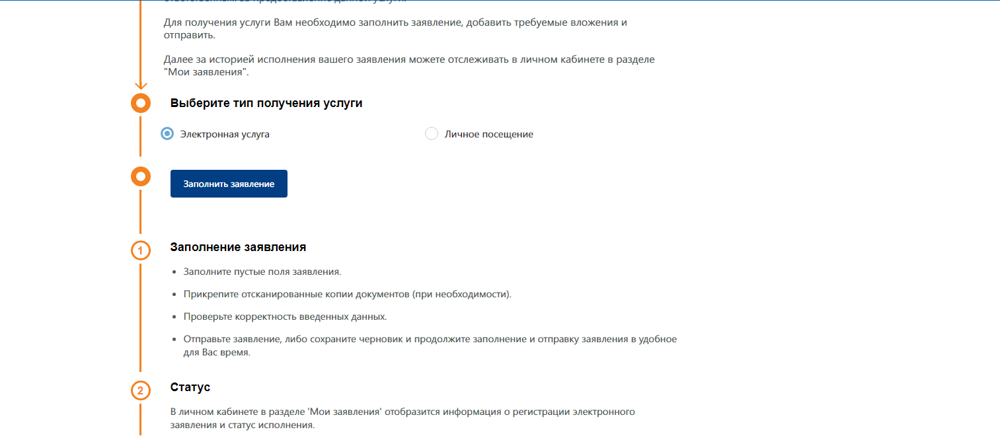 Для получения услуги Вам необходимо заполнить заявление, добавить требуемые вложения и
отправить.
Далее за историей исполнения вашего заявления можете отслеживать в личном кабинете в разделе
"Мои заявления".
Выберите тип получения услуги
Электронная услуга
Личное посещение
Заполнить заявление
1
Заполнение заявления
Заполните пустые поля заявления.
Прикрепите отсканированные копии документов (при необходимости).
Проверьте корректность введенных данных.
Отправьте заявление, либо сохраните черновик и продолжите заполнение и отправку заявления в удобное
для Вас время.
2
Статус
В личном кабинете в разделе 'Мои заявления' отобразится информация о регистрации электронного
заявления и статус исполнения.